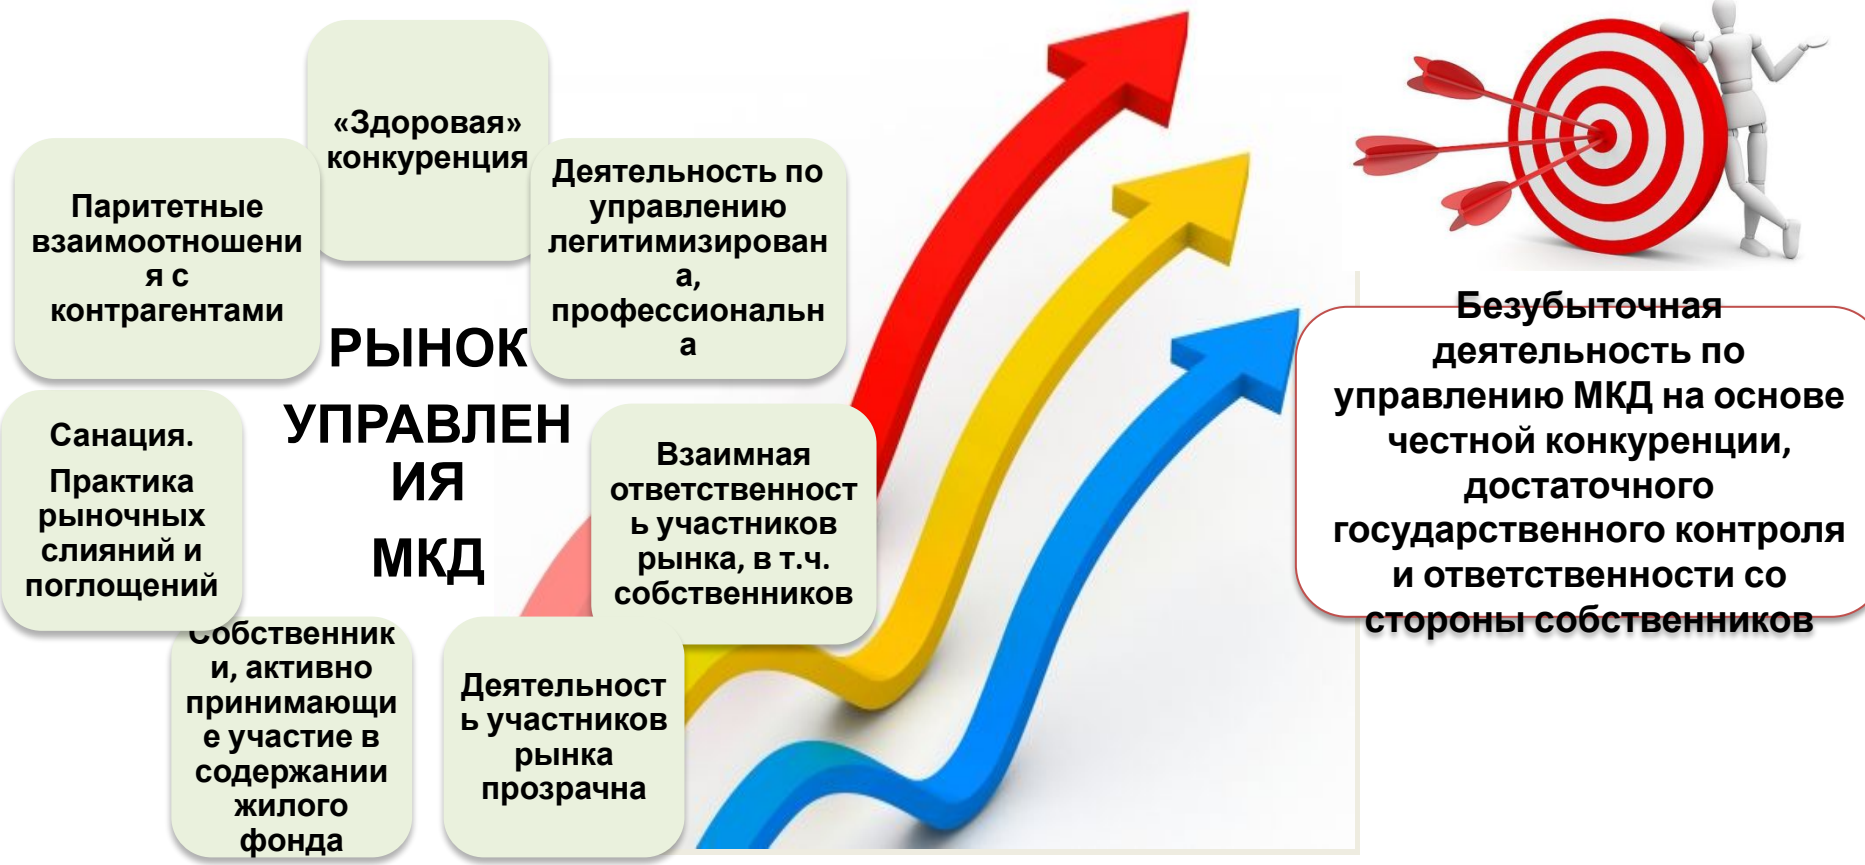 «Здоровая»
конкуренция
Деятельность по
управлению
легитимизирован
а,
профессиональн
а
Взаимная
ответственност
ь участников
рынка, в т.ч.
собственников
Деятельност
ь участников
рынка
прозрачна
Собственник
и, активно
принимающи
е участие в
содержании
жилого
фонда
Санация.
Практика
рыночных
слияний и
поглощений
Паритетные
взаимоотношени
я с
контрагентами
РЫНОК
УПРАВЛЕН
ИЯ
МКД
Безубыточная
деятельность по
управлению МКД на основе
честной конкуренции,
достаточного
государственного контроля
и ответственности со
стороны собственников